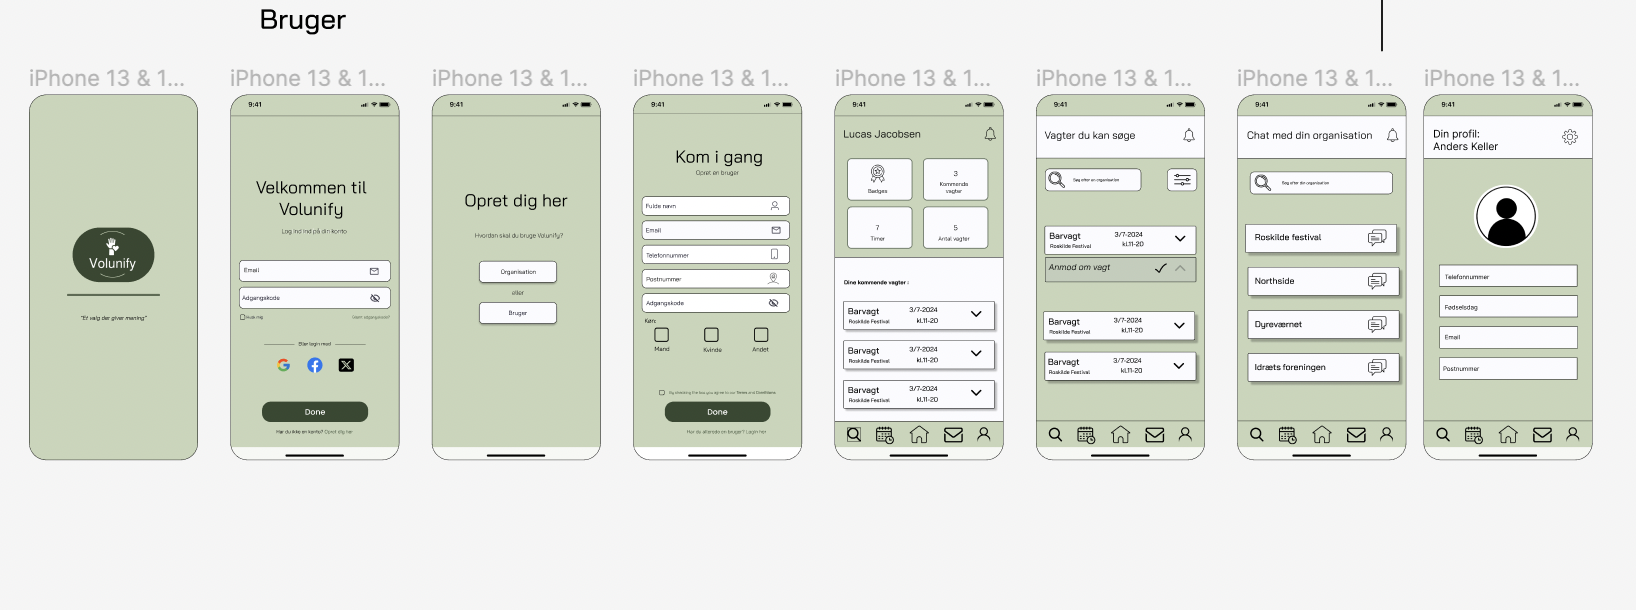 Bruger
iPhone 13 & 1...
iPhone 13 & 1...
iPhone 13 & 1...
iPhone 13 & 1...
iPhone 13 & 1...
iPhone 13 & 1...
iPhone 13 & 1...
iPhone 13 & 1...
Volunify
"Et valg der giver mening"
9:41
Velkommen til
Volunify
Log ind ind på din konto
Email
Adgangskode
Husk mig
Glemt adgangskode?
Eller login med
Done
Har du ikke en konto? Opret dig her
9:41
Opret dig her
Hvordan skal du bruge Volunify?
Organisation
eller
Bruger
9:41
Kom i gang
Opret en bruger
Fulde navn
Email
Telefonnummer
Postnummer
Adgangskode
Køn:
Mand
Kvinde
Andet
By checking the box you agree to our Terms and Conditions.
Done
Har du allerede en bruger? Login her
9:41
Lucas Jacobsen
Badges
3
Kommende
vagter
7
Timer
5
Antal vagter
Dine kommende vagter :
Barvagt 3/7-2024
Roskilde Festival kl.11-20
Barvagt 3/7-2024
Roskilde Festival kl.11-20
Barvagt 3/7-2024
Roskilde Festival kl.11-20
9:41
Vagter du kan søge
Søg efter en organisation
Barvagt 3/7-2024
Roskilde Festival kl.11-20
Anmod om vagt
Barvagt 3/7-2024
Roskilde Festival kl.11-20
Barvagt 3/7-2024
Roskilde Festival kl.11-20
9:41
Chat med din organisation
Søg efter din organisation
Roskilde festival
Northside
Dyreværnet
Idræts foreningen
9:41
Din profil:
Anders Keller
Telefonnummer
Fødselsdag
Email
Postnummer